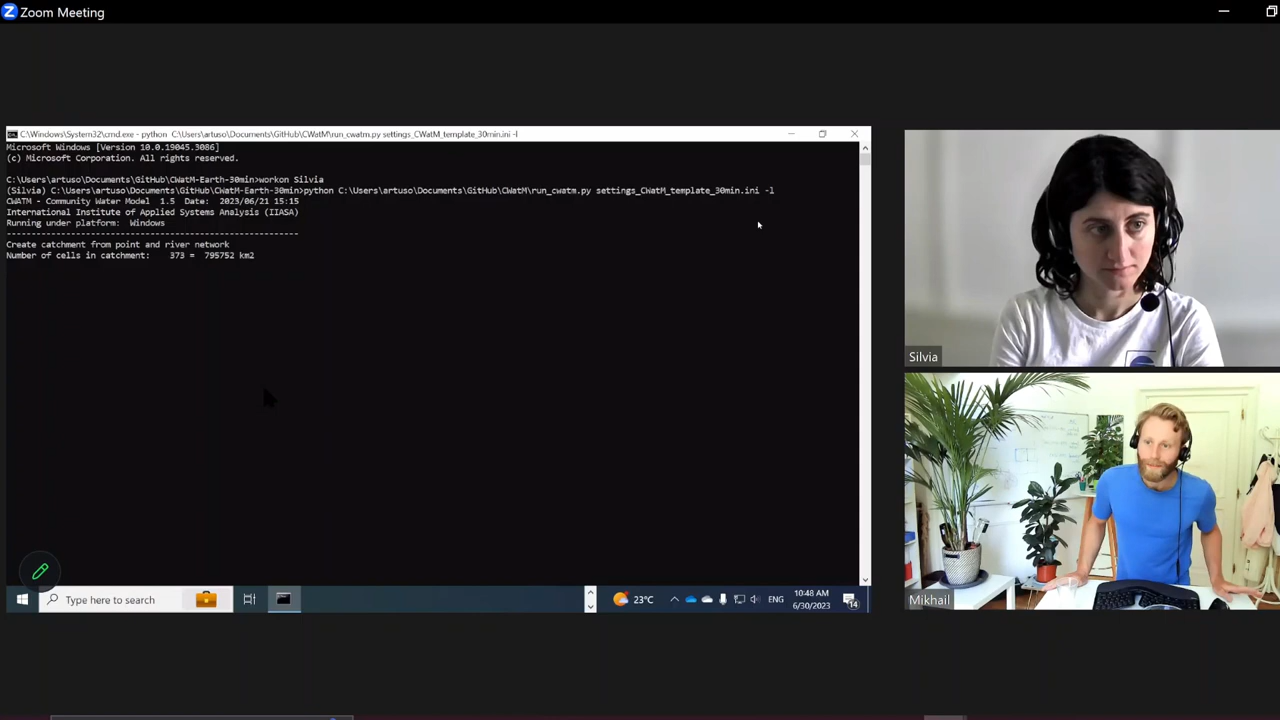 Zoom Meeting
C:\Windows\System32\cmd.exe - python C:\Users\artuso\Documents\GitHub\CWatM\run_cwatm.py settings_CWatM_template_30min.ini -l
Microsoft Windows [Version 10.0.19045.3086]
(c) Microsoft Corporation. All rights reserved.
C:\Users\artuso\Documents\GitHub\CWatM-Earth-30min>workon Silvia
(Silvia) C:\Users\artuso\Documents\GitHub\CWatM-Earth-30min>python C:\Users\artuso\Documents\GitHub\CWatM\run_cwatm.py settings_CWatM_template_30min.ini -l
CWATM - Community Water Model 1.5 Date: 2023/06/21 15:15
International Institute of Applied Systems Analysis (IIASA)
Running under platform: Windows
-----------------------------------------------------------
Create catchment from point and river network
Number of cells in catchment: 373 = 795752 km2
Silvia
Mikhail
Type here to search
23°C
ENG
10:48 AM
6/30/2023
14